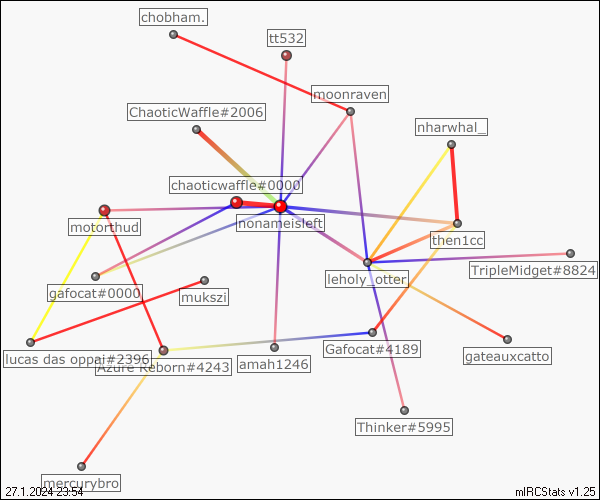 chobham.
tt532
moonraven
ChaoticWaffle#2006
nharwhal_
chaoticwaffle#0000
nonameisleft
motorthud
then1cc
TripleMidget#8824
leholy_otter
gafocat#0000
mukszi
Gafocat#4189
gateauxcatto
lucas das oppai#2396
Azure Reborn#4243
amah1246
Thinker#5995
mercurybro
27.1.2024 23:54
mIRCStats v1.25